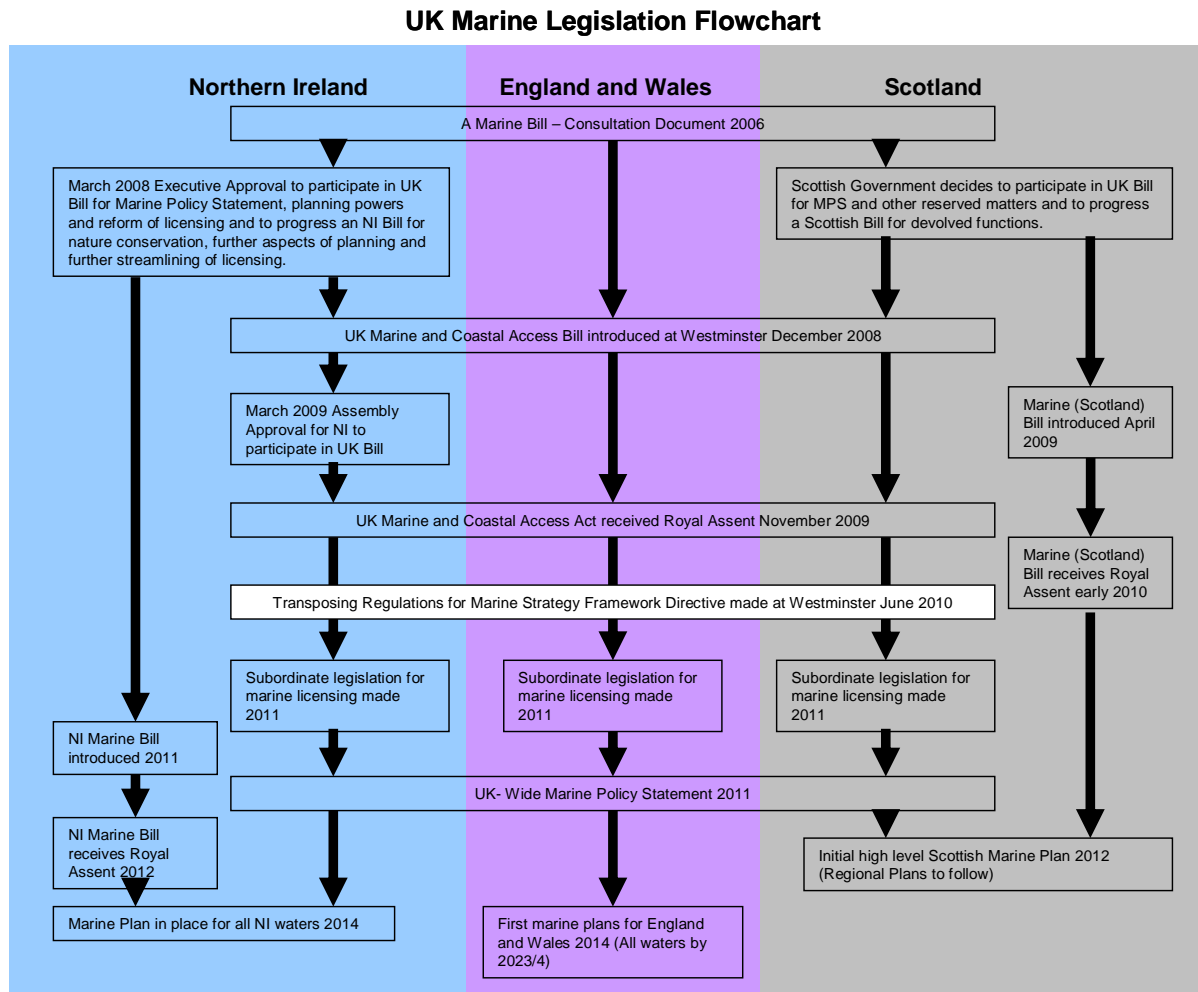 UK Marine Legislation Flowchart
Northern Ireland
England and Wales
Scotland
A Marine Bill – Consultation Document 2006
March 2008 Executive Approval to participate in UK
Bill for Marine Policy Statement, planning powers
and reform of licensing and to progress an NI Bill for
nature conservation, further aspects of planning and
further streamlining of licensing.
Scottish Government decides to participate in UK Bill
for MPS and other reserved matters and to progress
a Scottish Bill for devolved functions.
UK Marine and Coastal Access Bill introduced at Westminster December 2008
March 2009 Assembly
Approval for NI to
participate in UK Bill
Marine (Scotland)
Bill introduced April
2009
UK Marine and Coastal Access Act received Royal Assent November 2009
Marine (Scotland)
Bill receives Royal
Assent early 2010
Transposing Regulations for Marine Strategy Framework Directive made at Westminster June 2010
Subordinate legislation for
marine licensing made
2011
Subordinate legislation for
marine licensing made
2011
Subordinate legislation for
marine licensing made
2011
NI Marine Bill
introduced 2011
UK- Wide Marine Policy Statement 2011
NI Marine Bill
receives Royal
Assent 2012
Initial high level Scottish Marine Plan 2012
(Regional Plans to follow)
Marine Plan in place for all NI waters 2014
First marine plans for England
and Wales 2014 (All waters by
2023/4)